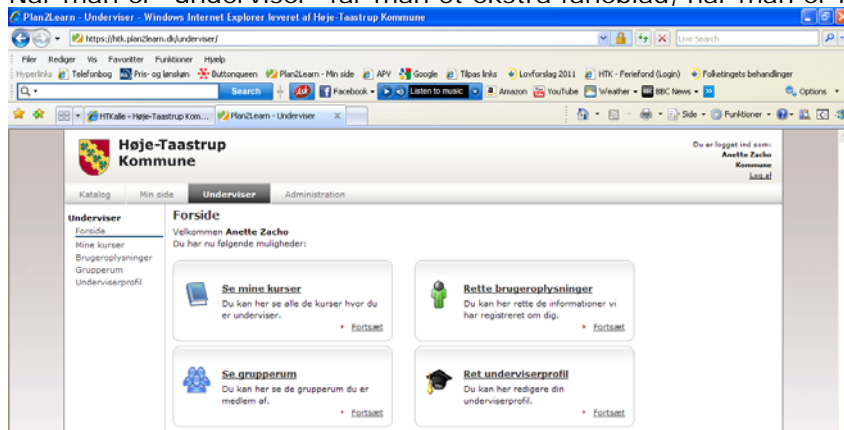 Når man er "underviser" får man et ekstra faneblad, når man er i
Plan2Learn - Underviser - Windows Internet Explorer leveret af Høje-Taastrup Kommune
https://htk.plan2learn.dk/underviser/
Live Search
Filer Rediger Vis Favoritter Funktioner Hjælp
Hyperlinks Telefonbog Pris- og lønskøn Buttonqueen Plan2Learn - Min side APV Google Tilpas links Lovforslag 2011 HTK - Feriefond (Login) Folketingets behandlinger
Search Facebook Listen to music Amazon YouTube Weather BBC News Options
HTKalle - Høje-Taastrup Kom... Plan2Learn - Underviser Side Funktioner
Høje-Taastrup
Kommune
Du er logget ind som:
Anette Zacho
Kommune
Log af
Katalog Min side Underviser Administration
Underviser
Forside
Mine kurser
Brugeroplysninger
Grupperum
Underviserprofil
Forside
Velkommen Anette Zacho
Du har nu følgende muligheder:
Se mine kurser
Du kan her se alle de kurser hvor du
er underviser.
Fortsæt
Rette brugeroplysninger
Du kan her rette de informationer vi
har registreret om dig.
Fortsæt
Se grupperum
Du kan her se de grupperum du er
medlem af.
Fortsæt
Ret underviserprofil
Du kan her redigere din
underviserprofil.
Fortsæt